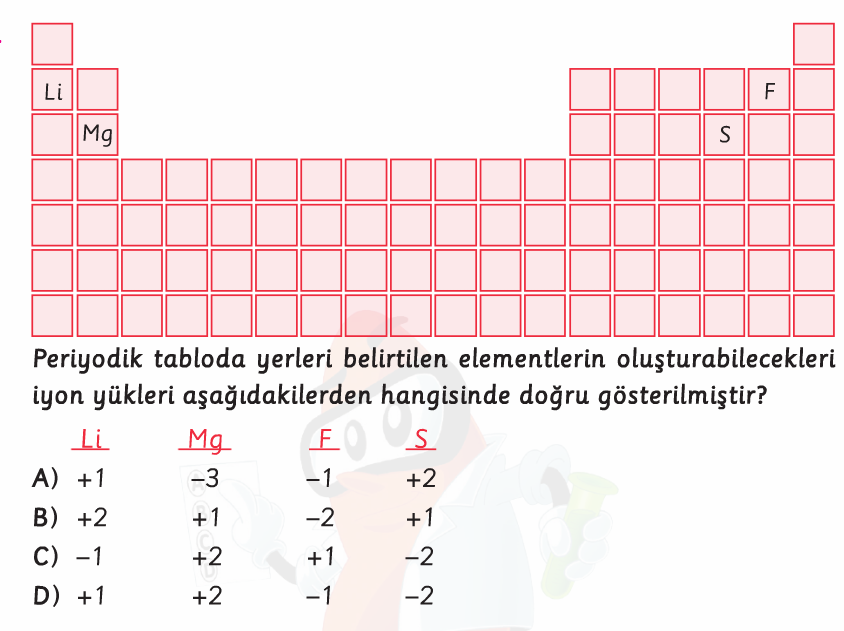 Li F
Mg S
Periyodik tabloda yerleri belirtilen elementlerin oluşturabilecekleri
iyon yükleri aşağıdakilerden hangisinde doğru gösterilmiştir?
Li Mg F S
A) +1 –3 –1 +2
B) +2 +1 –2 +1
C) –1 +2 +1 –2
D) +1 +2 –1 –2